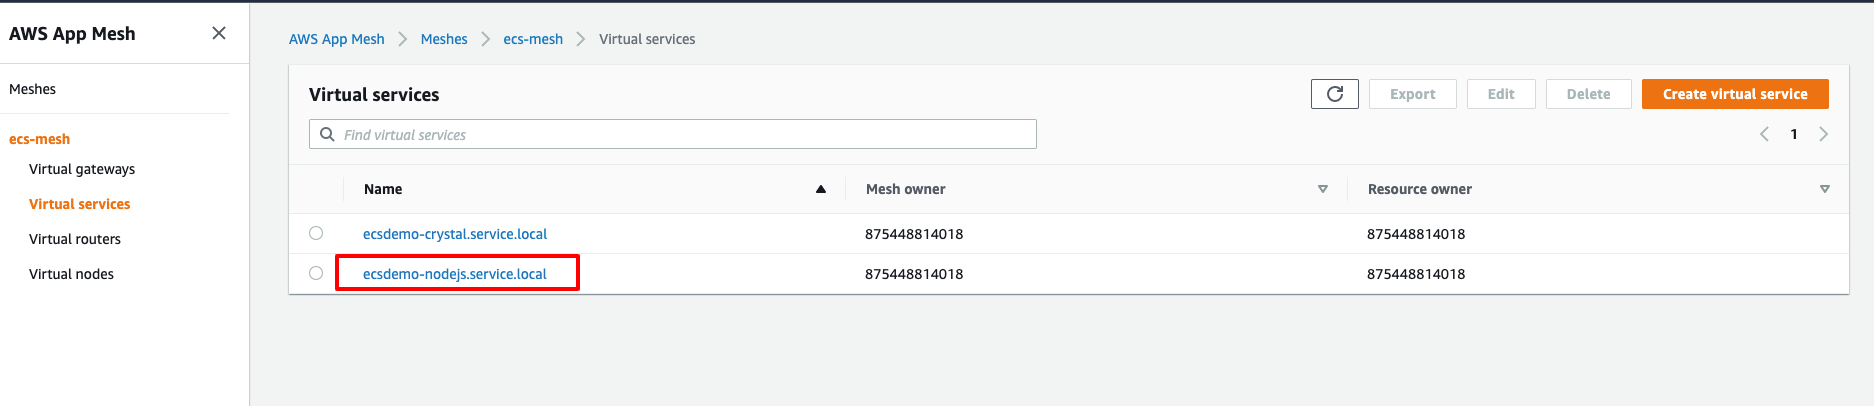 AWS App Mesh
Meshes
ecs-mesh
Virtual gateways
Virtual services
Virtual routers
Virtual nodes
AWS App Mesh Meshes ecs-mesh Virtual services
Virtual services
Export Edit Delete Create virtual service
Find virtual services
1
Name Mesh owner Resource owner
ecsdemo-crystal.service.local 875448814018 875448814018
ecsdemo-nodejs.service.local 875448814018 875448814018